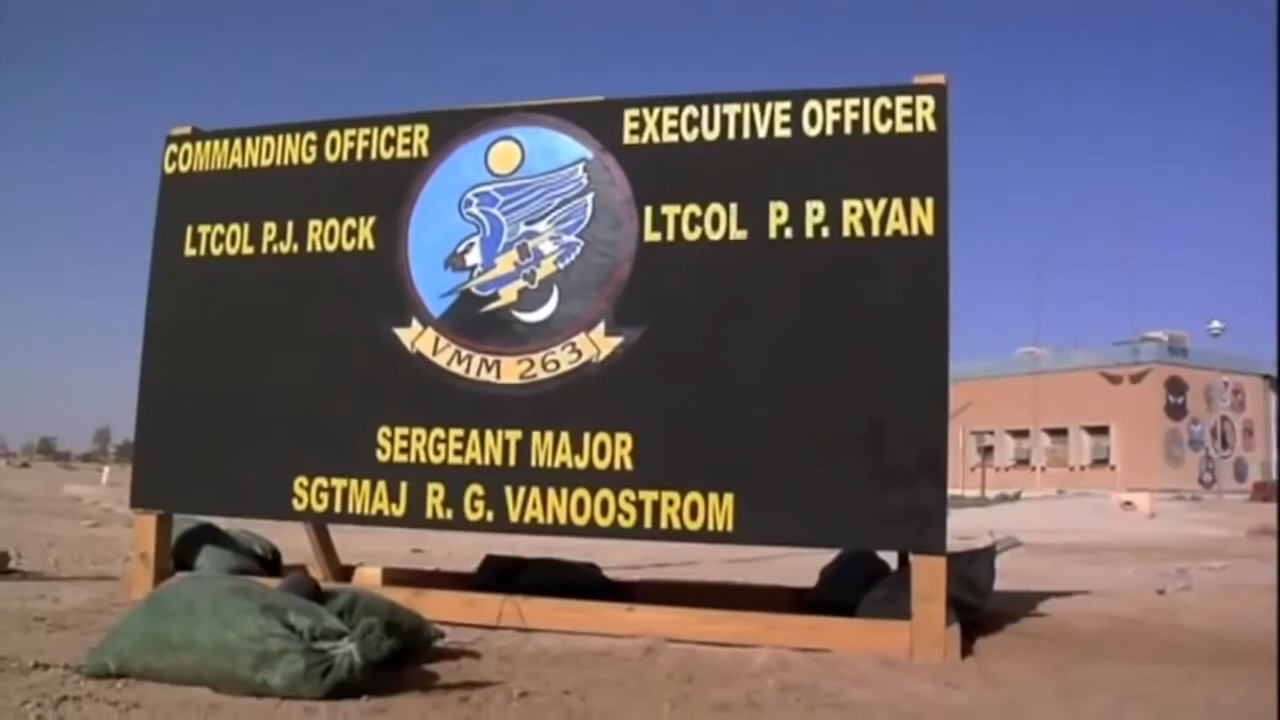 COMMANDING OFFICER
LTCOL P.J. ROCK
EXECUTIVE OFFICER
LTCOL P. P. RYAN
VMM 263
SERGEANT MAJOR
SGTMAJ R. G. VANOOSTROM